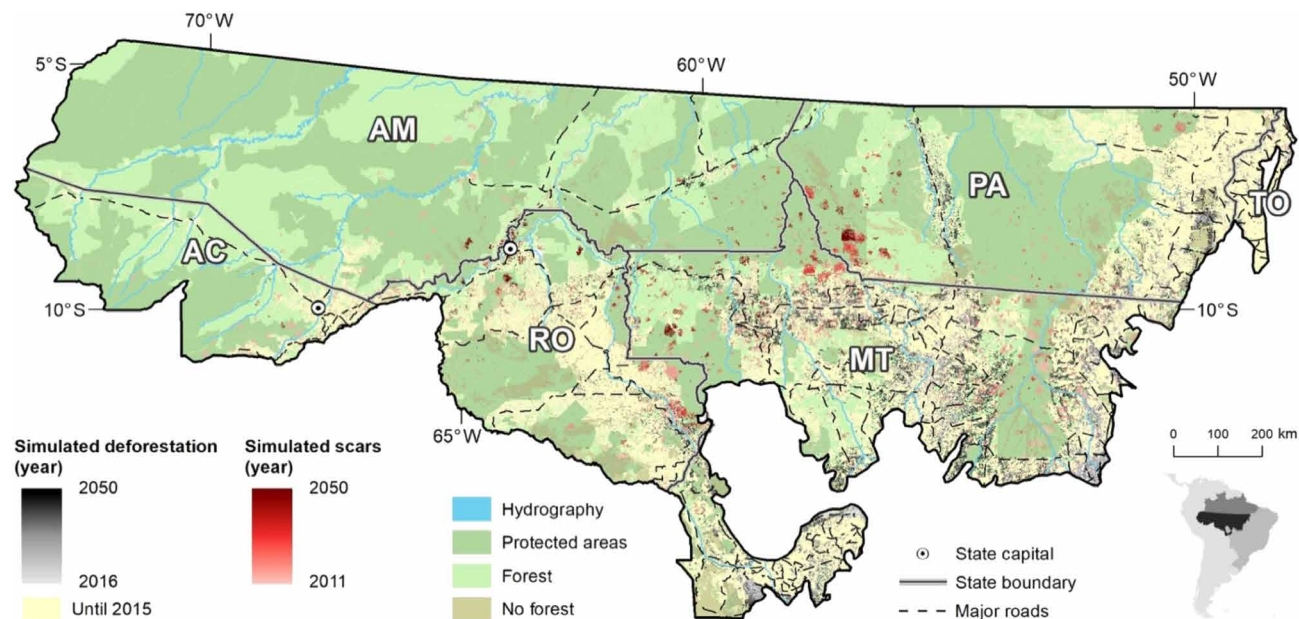 70°W
5°S
60°W
50°W
AM
PA
TO
AC
10°S
10°S
RO
MT
65°W
Simulated deforestation
(year)
2050
2016
Until 2015
Simulated scars
(year)
2050
2011
Hydrography
Protected areas
Forest
No forest
0 100 200 km
State capital
State boundary
Major roads